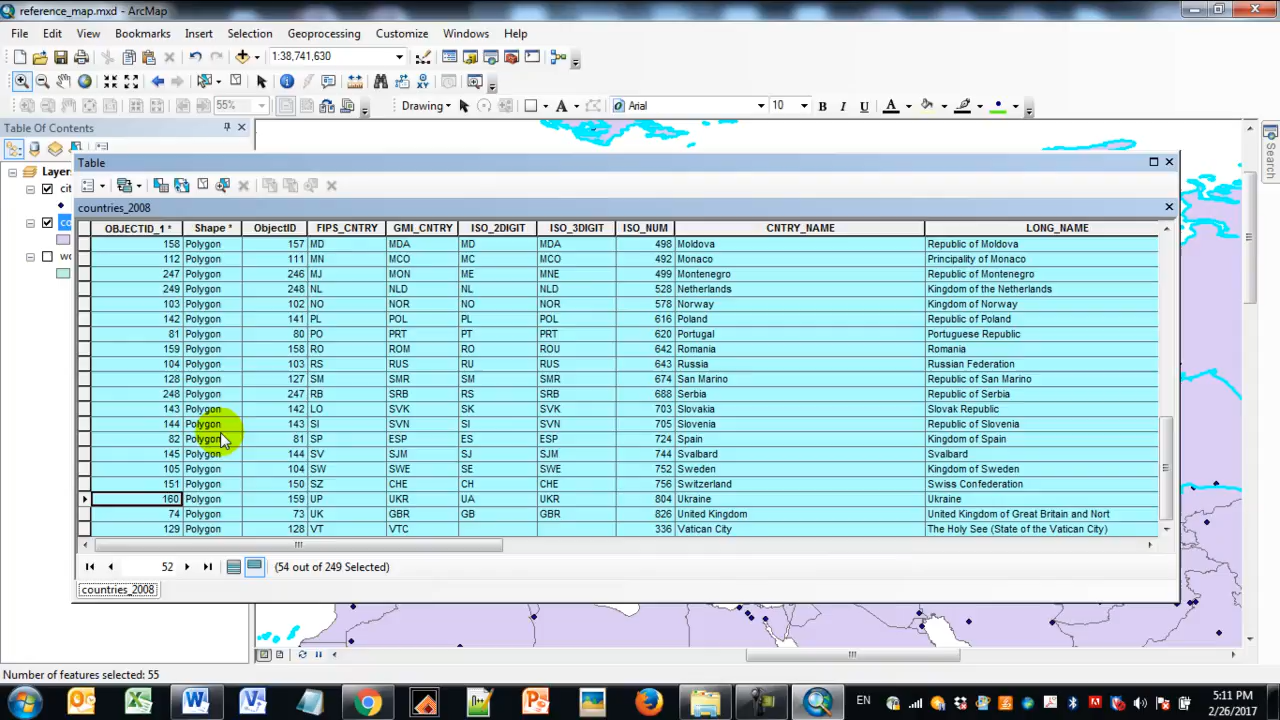 reference_map.mxd - ArcMap
File Edit View Bookmarks Insert Selection Geoprocessing Customize Windows Help
1:38,741,630
55% Drawing Arial 10 B I U A
Table Of Contents
Search
Table
Layers
countries_2008
OBJECTID_1 * Shape * ObjectID FIPS_CNTRY GMI_CNTRY ISO_2DIGIT ISO_3DIGIT ISO_NUM CNTRY_NAME LONG_NAME
158 Polygon 157 MD MDA MD MDA 498 Moldova Republic of Moldova
112 Polygon 111 MN MCO MC MCO 492 Monaco Principality of Monaco
247 Polygon 246 MJ MON ME MNE 499 Montenegro Republic of Montenegro
249 Polygon 248 NL NLD NL NLD 528 Netherlands Kingdom of the Netherlands
103 Polygon 102 NO NOR NO NOR 578 Norway Kingdom of Norway
142 Polygon 141 PL POL PL POL 616 Poland Republic of Poland
81 Polygon 80 PO PRT PT PRT 620 Portugal Portuguese Republic
159 Polygon 158 RO ROM RO ROU 642 Romania Romania
104 Polygon 103 RS RUS RU RUS 643 Russia Russian Federation
128 Polygon 127 SM SMR SM SMR 674 San Marino Republic of San Marino
248 Polygon 247 RB SRB RS SRB 688 Serbia Republic of Serbia
143 Polygon 142 LO SVK SK SVK 703 Slovakia Slovak Republic
144 Polygon 143 SI SVN SI SVN 705 Slovenia Republic of Slovenia
82 Polygon 81 SP ESP ES ESP 724 Spain Kingdom of Spain
145 Polygon 144 SV SJM SJ SJM 744 Svalbard Svalbard
105 Polygon 104 SW SWE SE SWE 752 Sweden Kingdom of Sweden
151 Polygon 150 SZ CHE CH CHE 756 Switzerland Swiss Confederation
160 Polygon 159 UP UKR UA UKR 804 Ukraine Ukraine
74 Polygon 73 UK GBR GB GBR 826 United Kingdom United Kingdom of Great Britain and Nort
129 Polygon 128 VT VTC 336 Vatican City The Holy See (State of the Vatican City)
52 (54 out of 249 Selected)
countries_2008
Number of features selected: 55
EN 5:11 PM
2/26/2017